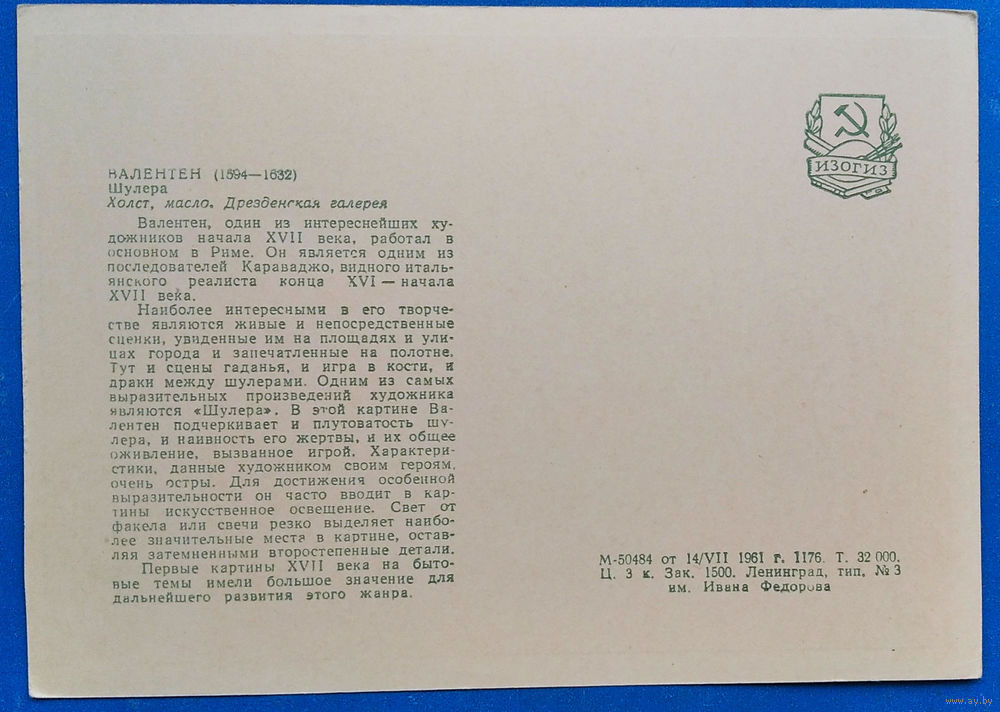 ВАЛЕНТЕН (1594—1632)
Шулера
Холст, масло. Дрезденская галерея
Валентен, один из интереснейших ху-
дожников начала XVII века, работал в
основном в Риме. Он является одним из
последователей Караваджо, видного италь-
янского реалиста конца XVI — начала
XVII века.
Наиболее интересными в его творче-
стве являются живые и непосредственные
сценки, увиденные им на площадях и ули-
цах города и запечатленные на полотне.
Тут и сцены гаданья, и игра в кости, и
драки между шулерами. Одним из самых
выразительных произведений художника
являются «Шулера». В этой картине Ва-
лентен подчеркивает и плутоватость шу-
лера, и наивность его жертвы, и их общее
оживление, вызванное игрой. Характери-
стики, данные художником своим героям,
очень остры. Для достижения особенной
выразительности он часто вводит в кар-
тины искусственное освещение. Свет от
факела или свечи резко выделяет наибо-
лее значительные места в картине, остав-
ляя затемненными второстепенные детали.
Первые картины XVII века на быто-
вые темы имели большое значение для
дальнейшего развития этого жанра.
ИЗОГИЗ
М-50484 от 14/VII 1961 г. 1176. Т. 32 000.
Ц. 3 к. Зак. 1500. Ленинград, тип. № 3
им. Ивана Федорова
www.ay.by